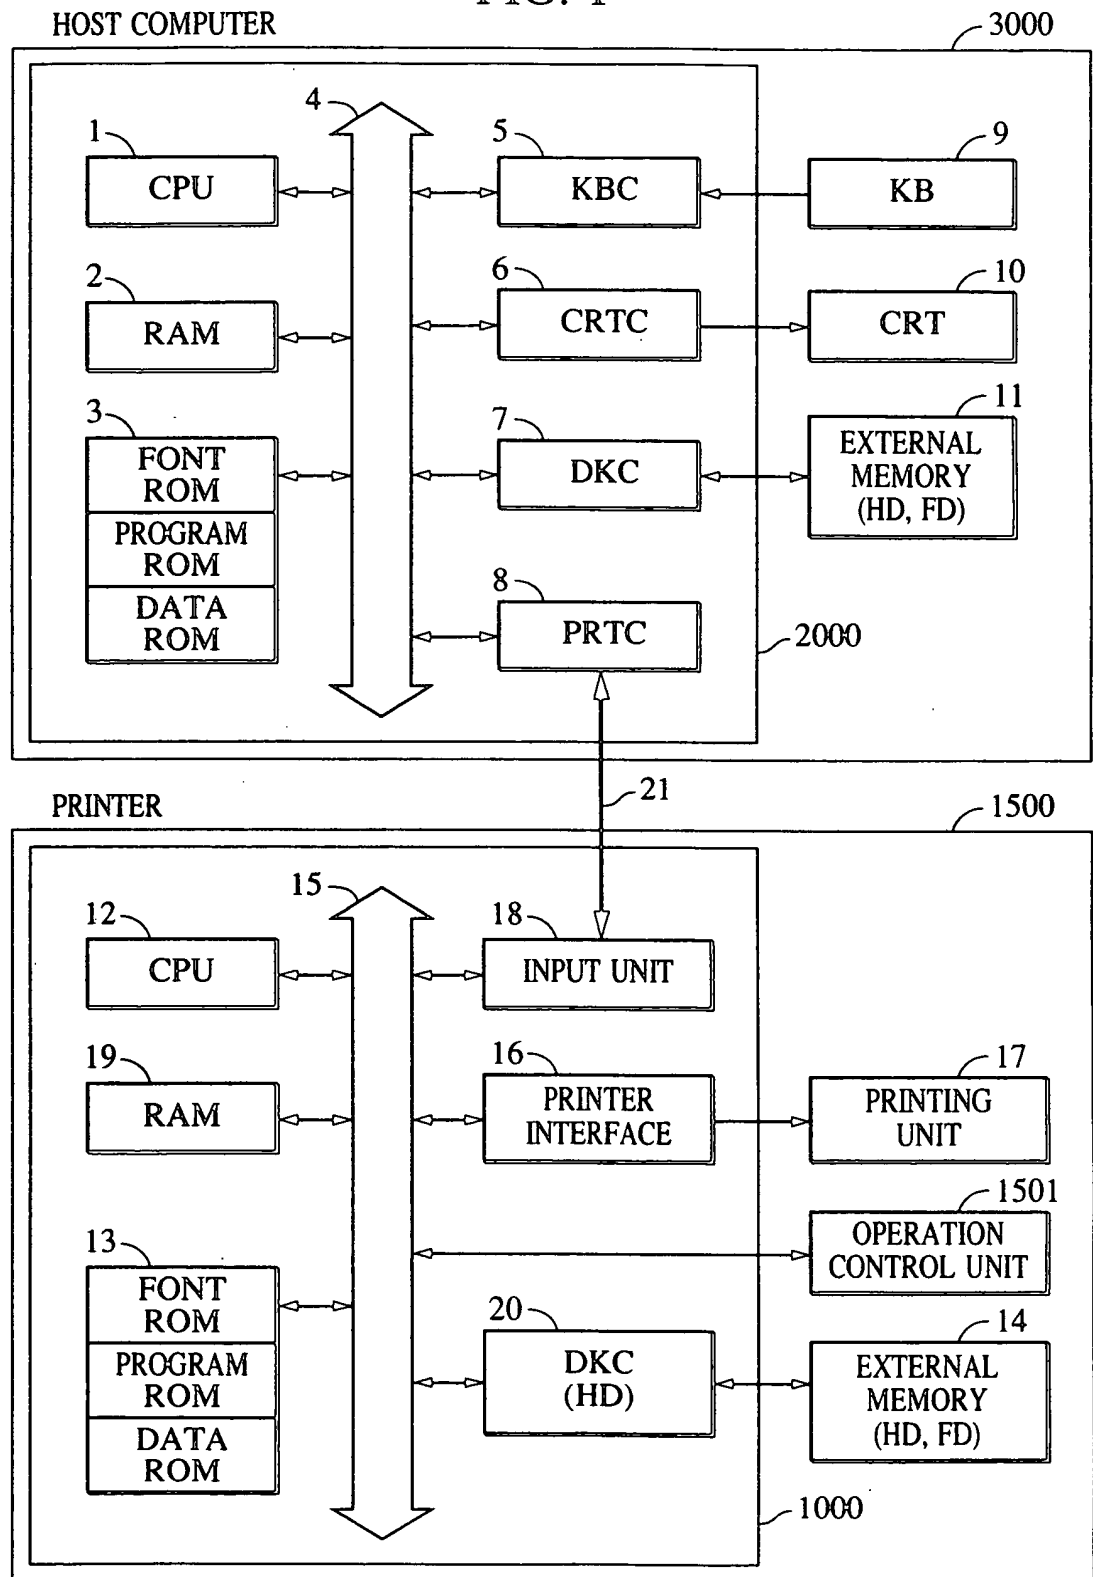 HOST COMPUTER
3000
4
1
CPU
5
KBC
9
KB
2
RAM
6
CRTC
10
CRT
3
FONT
ROM
PROGRAM
ROM
DATA
ROM
7
DKC
11
EXTERNAL
MEMORY
(HD, FD)
8
PRTC
2000
21
PRINTER
1500
15
12
CPU
18
INPUT UNIT
19
RAM
16
PRINTER
INTERFACE
17
PRINTING
UNIT
1501
OPERATION
CONTROL UNIT
13
FONT
ROM
PROGRAM
ROM
DATA
ROM
20
DKC
(HD)
14
EXTERNAL
MEMORY
(HD, FD)
1000